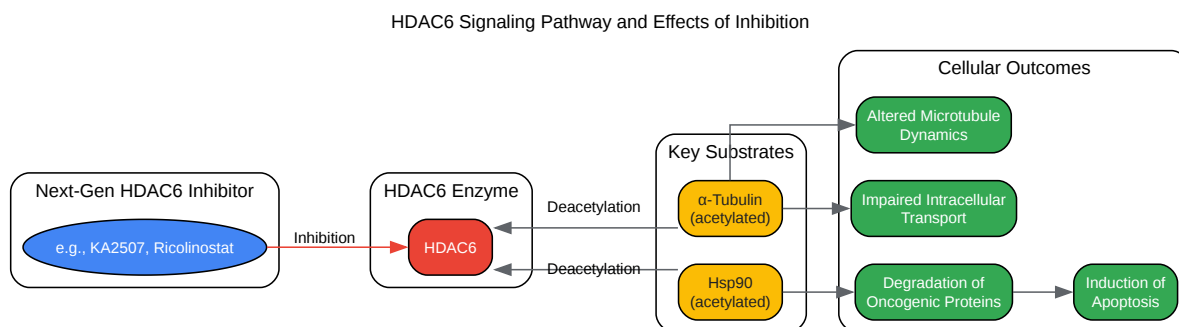 HDAC6 Signaling Pathway and Effects of Inhibition
Next-Gen HDAC6 Inhibitor
e.g., KA2507, Ricolinostat
Inhibition
HDAC6 Enzyme
HDAC6
Deacetylation
Deacetylation
Key Substrates
α-Tubulin
(acetylated)
Hsp90
(acetylated)
Cellular Outcomes
Altered Microtubule
Dynamics
Impaired Intracellular
Transport
Degradation of
Oncogenic Proteins
Induction of
Apoptosis